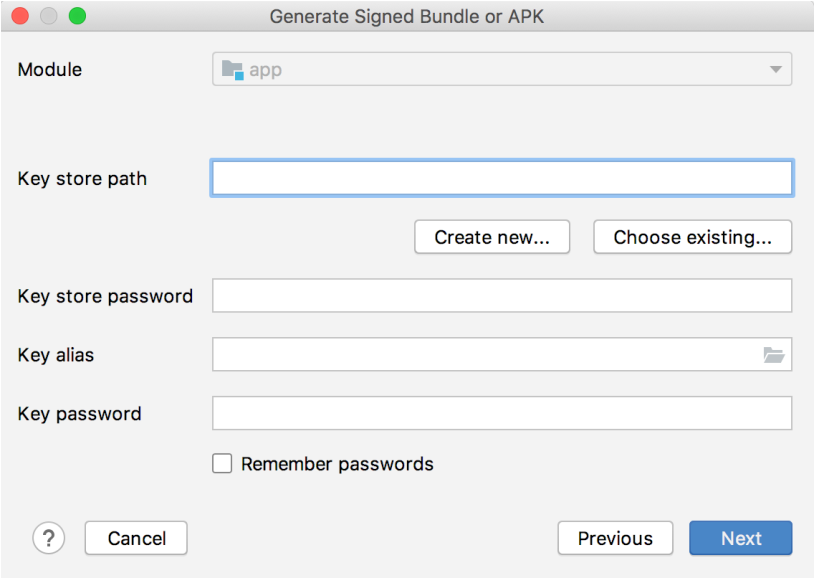 Generate Signed Bundle or APK
Module app
Key store path
Create new... Choose existing...
Key store password
Key alias
Key password
Remember passwords
? Cancel Previous Next